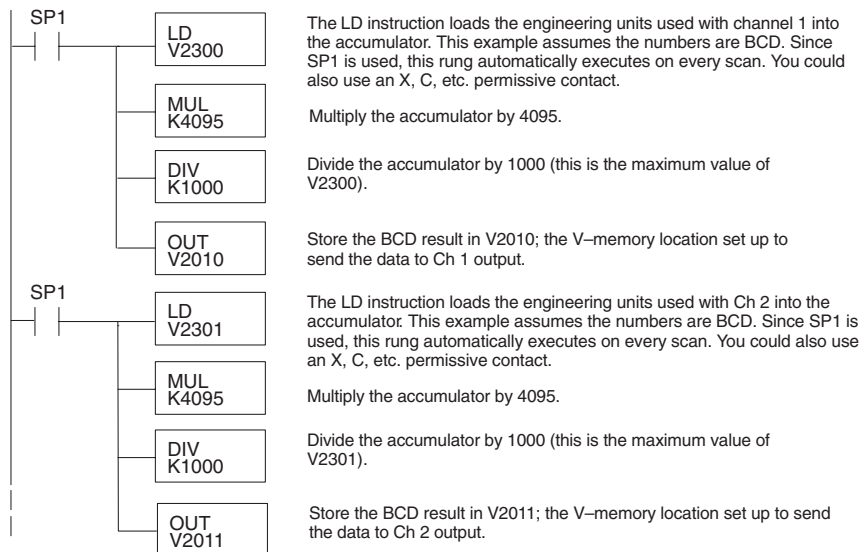 SP1
LD
V2300
The LD instruction loads the engineering units used with channel 1 into
the accumulator. This example assumes the numbers are BCD. Since
SP1 is used, this rung automatically executes on every scan. You could
also use an X, C, etc. permissive contact.
MUL
K4095
Multiply the accumulator by 4095.
DIV
K1000
Divide the accumulator by 1000 (this is the maximum value of
V2300).
OUT
V2010
Store the BCD result in V2010; the V–memory location set up to
send the data to Ch 1 output.
SP1
LD
V2301
The LD instruction loads the engineering units used with Ch 2 into the
accumulator. This example assumes the numbers are BCD. Since SP1 is
used, this rung automatically executes on every scan. You could also use
an X, C, etc. permissive contact.
MUL
K4095
Multiply the accumulator by 4095.
DIV
K1000
Divide the accumulator by 1000 (this is the maximum value of
V2301).
OUT
V2011
Store the BCD result in V2011; the V–memory location set up to send
the data to Ch 2 output.